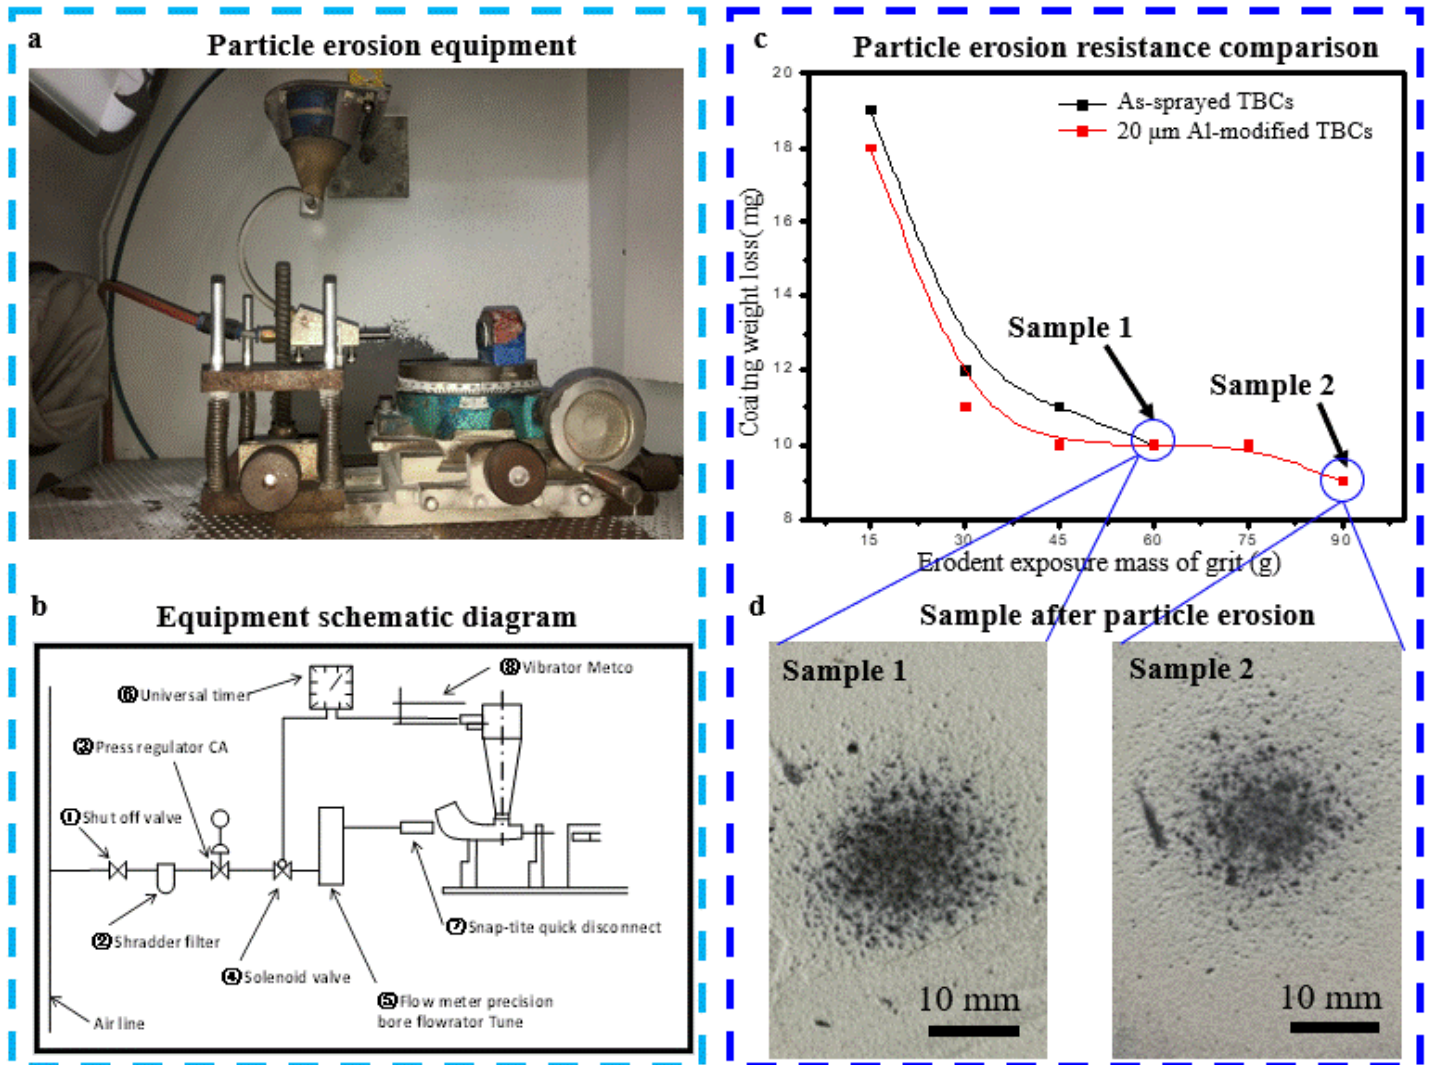 a
Particle erosion equipment
b
Equipment schematic diagram
⑧Vibrator Metco
⑥Universal timer
③Press regulator CA
①Shut off valve
②Shradder filter
⑦Snap-tite quick disconnect
④Solenoid valve
⑤Flow meter precision
bore flowrator Tune
Air line
c
Particle erosion resistance comparison
As-sprayed TBCs
20 μm Al-modified TBCs
Coaitng weight loss(mg)
20
18
16
14
12
10
8
Sample 1
Sample 2
15 30 45 60 75 90
Erodent exposure mass of grit (g)
d
Sample after particle erosion
Sample 1
10 mm
Sample 2
10 mm